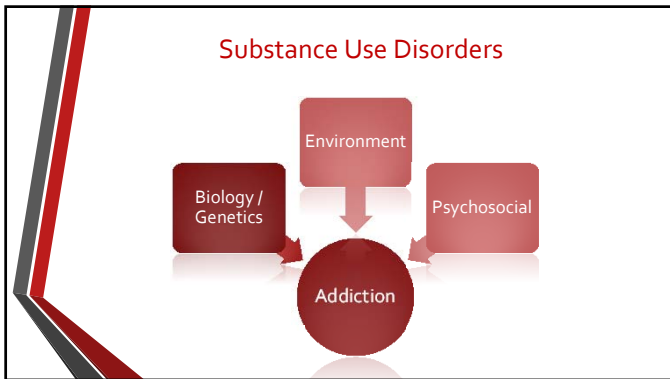 Substance Use Disorders
Environment
Biology /
Genetics
Psychosocial
Addiction